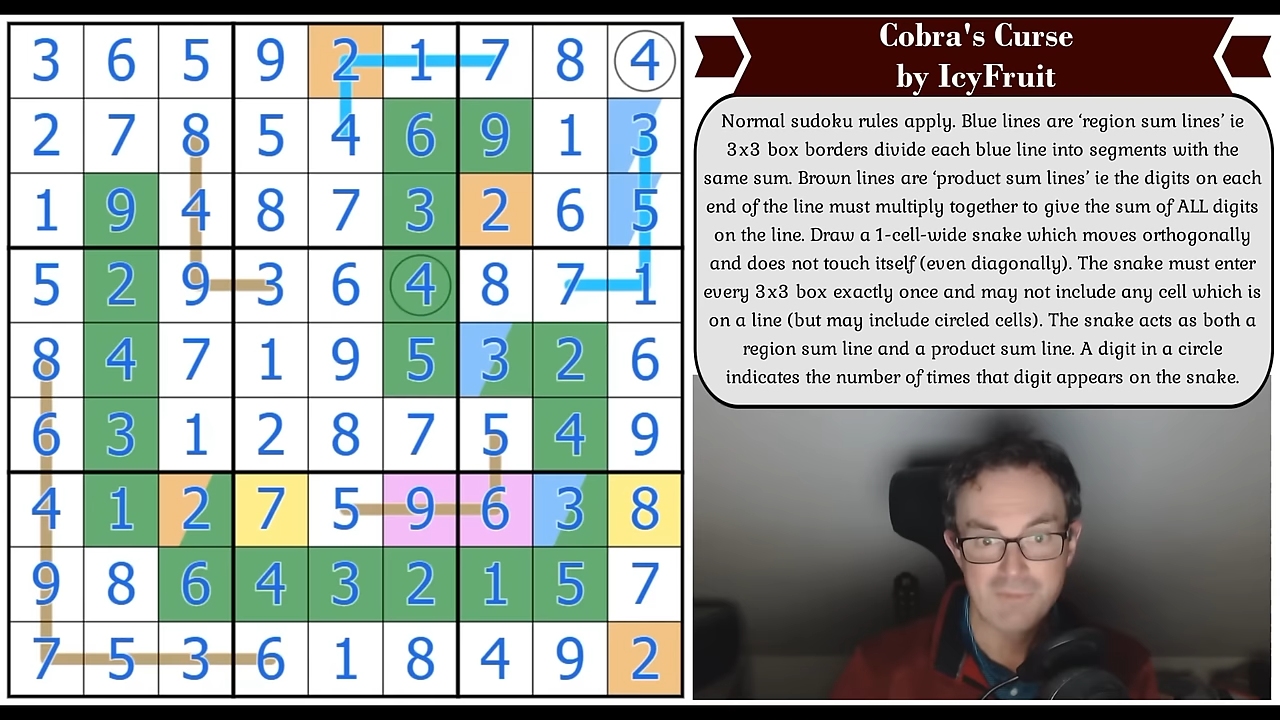 Cobra's Curse
by IcyFruit
Normal sudoku rules apply. Blue lines are ‘region sum lines’ ie
3x3 box borders divide each blue line into segments with the
same sum. Brown lines are ‘product sum lines’ ie the digits on each
end of the line must multiply together to give the sum of ALL digits
on the line. Draw a 1-cell-wide snake which moves orthogonally
and does not touch itself (even diagonally). The snake must enter
every 3x3 box exactly once and may not include any cell which is
on a line (but may include circled cells). The snake acts as both a
region sum line and a product sum line. A digit in a circle
indicates the number of times that digit appears on the snake.
3 6 5 9 2 1 7 8 4
2 7 8 5 4 6 9 1 3
1 9 4 8 7 3 2 6 5
5 2 9 3 6 4 8 7 1
8 4 7 1 9 5 3 2 6
6 3 1 2 8 7 5 4 9
4 1 2 7 5 9 6 3 8
9 8 6 4 3 2 1 5 7
7 5 3 6 1 8 4 9 2